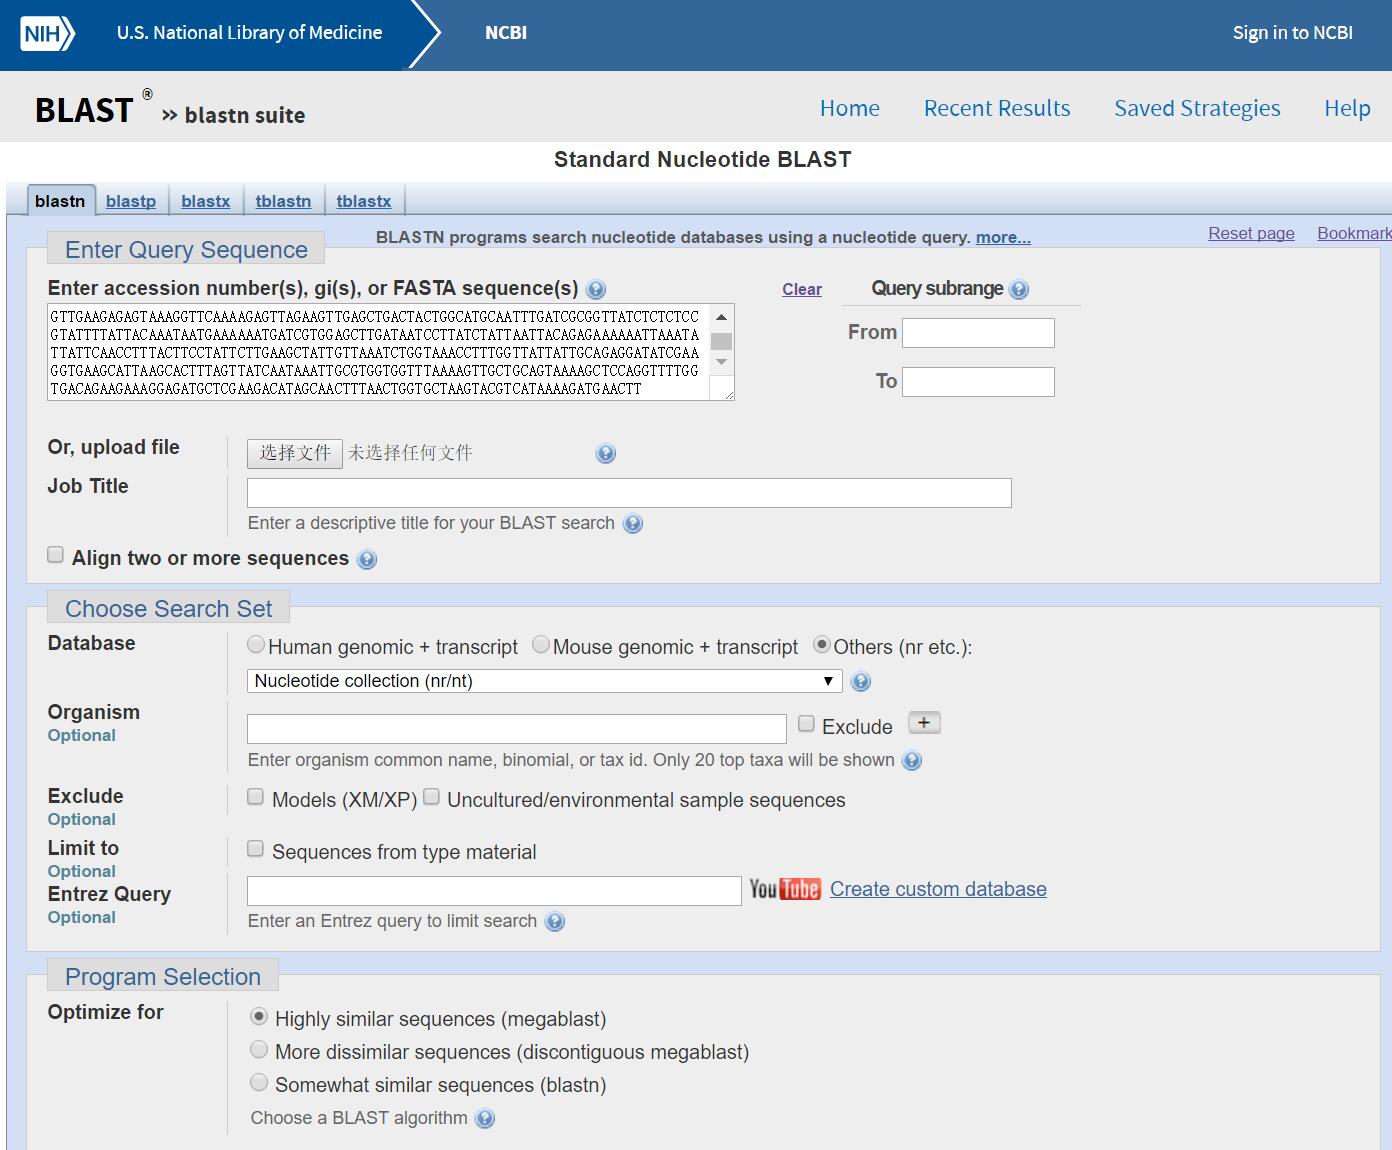 NIH U.S. National Library of Medicine NCBI Sign in to NCBI
BLAST ® » blastn suite Home Recent Results Saved Strategies Help
Standard Nucleotide BLAST
blastn blastp blastx tblastn tblastx
BLASTN programs search nucleotide databases using a nucleotide query. more... Reset page Bookmark
Enter Query Sequence
Enter accession number(s), gi(s), or FASTA sequence(s) Clear Query subrange
GTTGAAGAGAGTAAAGGTTCAAAAGAGTTAGAAGTTGAGCTGACTACTGGCATGCAATTTGATCGCGGTTATCTCTCTCC
GTATTTTATTACAAATAATGAAAAAATGATCGTGGAGCTTGATAATCCTTATCTATTAATTACAGAGAAAAAATTAAATA
TTATTCAACCTTTACTTCCTATTCTTGAAGCTATTGTTAAATCTGGTAAACCTTTGGTTATTATTGCAGAGGATATCGAA
GGTGAAGCATTAAGCACTTTAGTTATCAATAAATTGCGTGGTGGTTTAAAAGTTGCTGCAGTAAAAGCTCCAGGTTTTGG
TGACAGAAGAAAGGAGATGCTCGAAGACATAGCAACTTTAACTGGTGCTAAGTACGTCATAAAAGATGAACTT
From
To
Or, upload file 选择文件 未选择任何文件
Job Title
Enter a descriptive title for your BLAST search
Align two or more sequences
Choose Search Set
Database Human genomic + transcript Mouse genomic + transcript Others (nr etc.):
Nucleotide collection (nr/nt)
Organism
Optional
Exclude +
Enter organism common name, binomial, or tax id. Only 20 top taxa will be shown
Exclude Models (XM/XP) Uncultured/environmental sample sequences
Optional
Limit to Sequences from type material
Optional
Entrez Query YouTube Create custom database
Optional
Enter an Entrez query to limit search
Program Selection
Optimize for Highly similar sequences (megablast)
More dissimilar sequences (discontiguous megablast)
Somewhat similar sequences (blastn)
Choose a BLAST algorithm